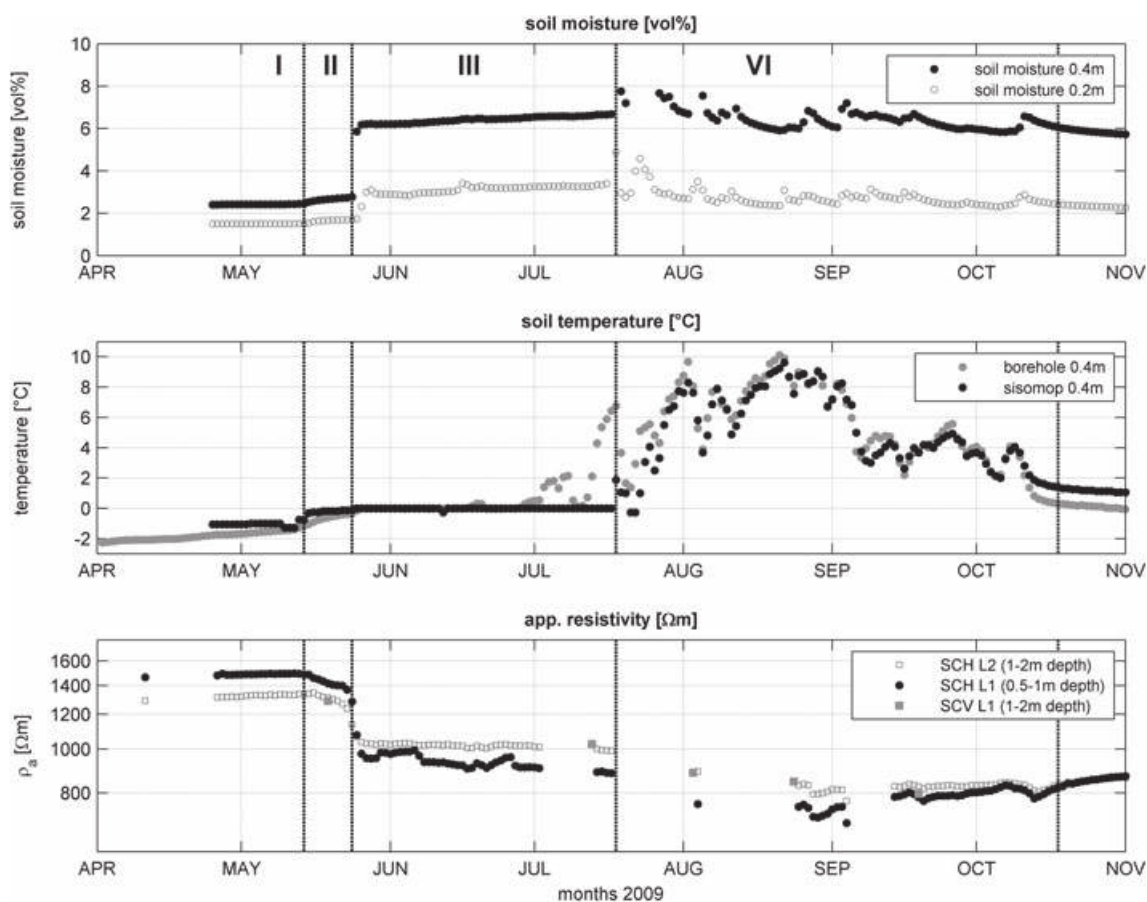 soil moisture [vol%]
I II III VI
soil moisture 0.4m
soil moisture 0.2m
soil moisture [vol%]
10
8
6
4
2
0
APR MAY JUN JUL AUG SEP OCT NOV
soil temperature [°C]
borehole 0.4m
sisomop 0.4m
temperature [°C]
10
8
6
4
2
0
-2
APR MAY JUN JUL AUG SEP OCT NOV
app. resistivity [Ωm]
SCH L2 (1-2m depth)
SCH L1 (0.5-1m depth)
SCV L1 (1-2m depth)
ρa [Ωm]
1600
1400
1200
1000
800
APR MAY JUN JUL AUG SEP OCT NOV
months 2009